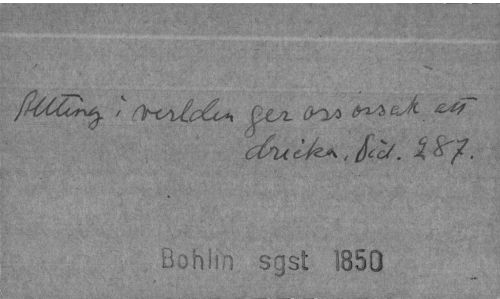 Allting i verlden ger oss orsak att
dricka. Sid. 287.
Bohlin sgst 1850